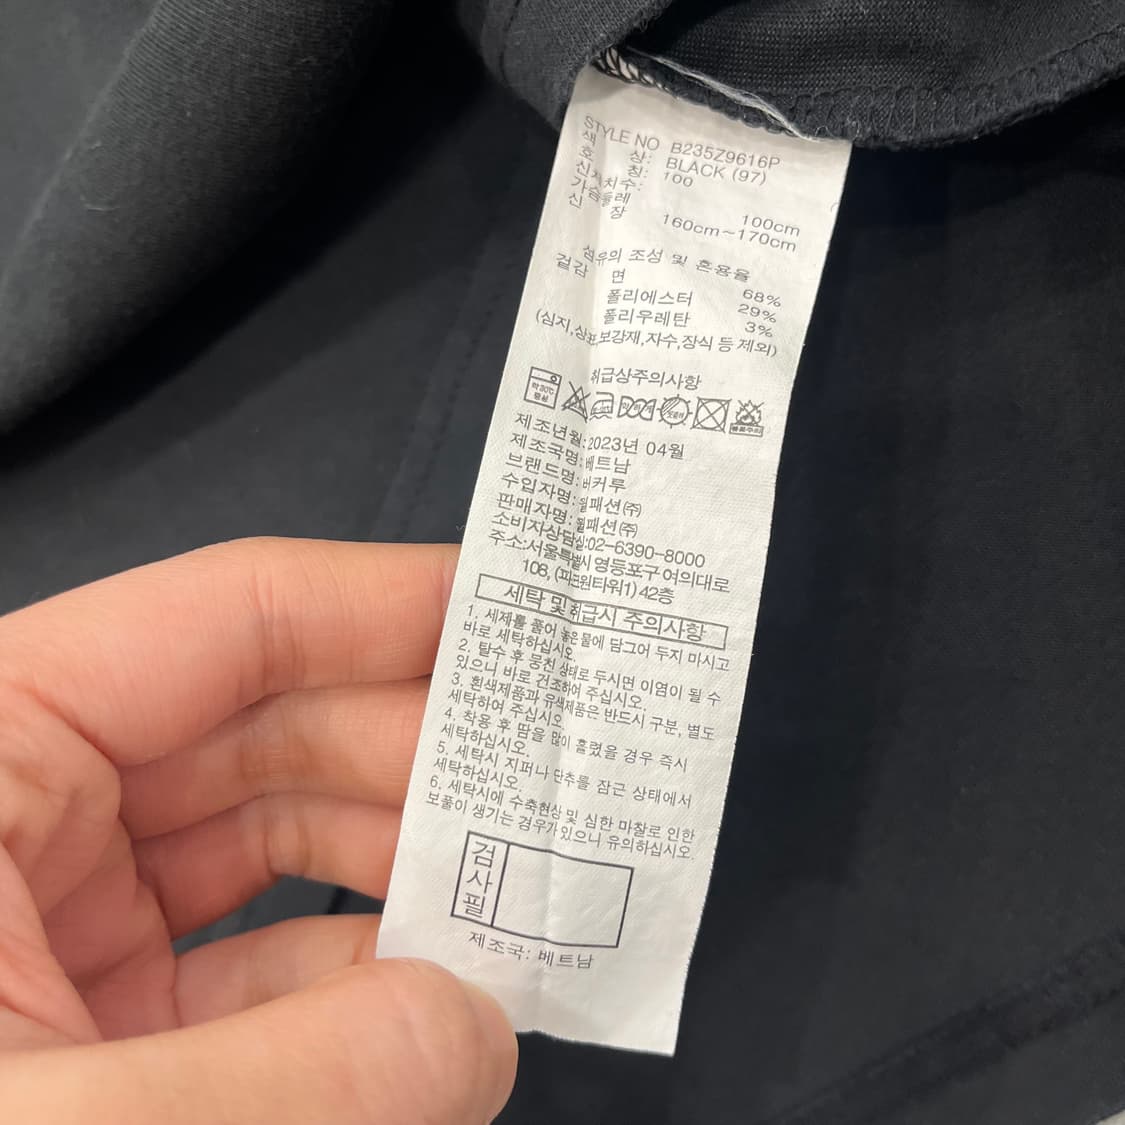 STYLE NO B235Z9616P
색 상: BLACK (97)
호 칭: 100
신체치수:
가슴둘레 100cm
신 장 160cm~170cm
섬유의 조성 및 혼용율
겉감 면 68%
폴리에스터 29%
폴리우레탄 3%
(심지,상표,보강재,자수,장식 등 제외)
취급상주의사항
약 30℃
중성
제조년월: 2023년 04월
제조국명: 베트남
브랜드명: 버커루
수입자명: 패션㈜
판매자명: 패션㈜
소비자상담실:02-6390-8000
주소:서울특별시 영등포구 여의대로
108, (파크원타워1) 42층
세탁 및 취급시 주의사항
1. 세제를 풀어 놓은 물에 담그어 두지 마시고
바로 세탁하십시오.
2. 탈수 후 뭉친 상태로 두시면 이염이 될 수
있으니 바로 건조하여 주십시오.
3. 흰색제품과 유색제품은 반드시 구분, 별도
세탁하여 주십시오.
4. 착용 후 땀을 많이 흘렸을 경우 즉시
세탁하십시오.
5. 세탁시 지퍼나 단추를 잠근 상태에서
세탁하십시오.
6. 세탁시에 수축현상 및 심한 마찰로 인한
보풀이 생기는 경우가 있으니 유의하십시오.
검사필
제조국: 베트남